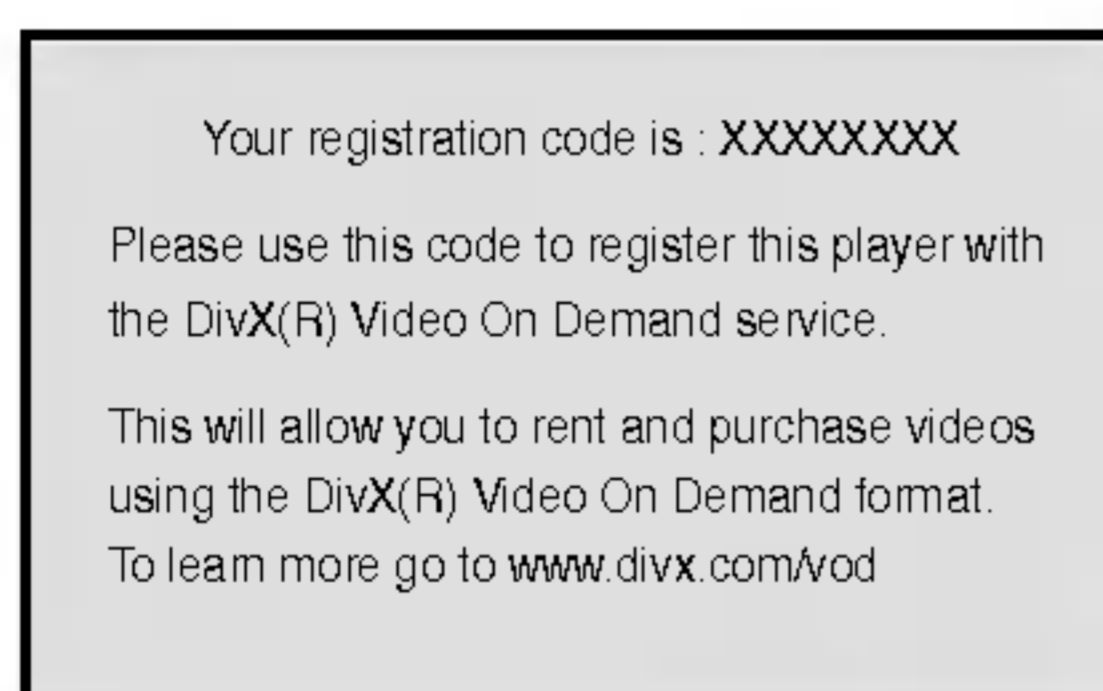 Your registration code is : XXXXXXXX
Please use this code to register this player with
the DivX(R) Video On Demand service.
This will allow you to rent and purchase videos
using the DivX(R) Video On Demand format.
To learn more go to www.divx.com/vod